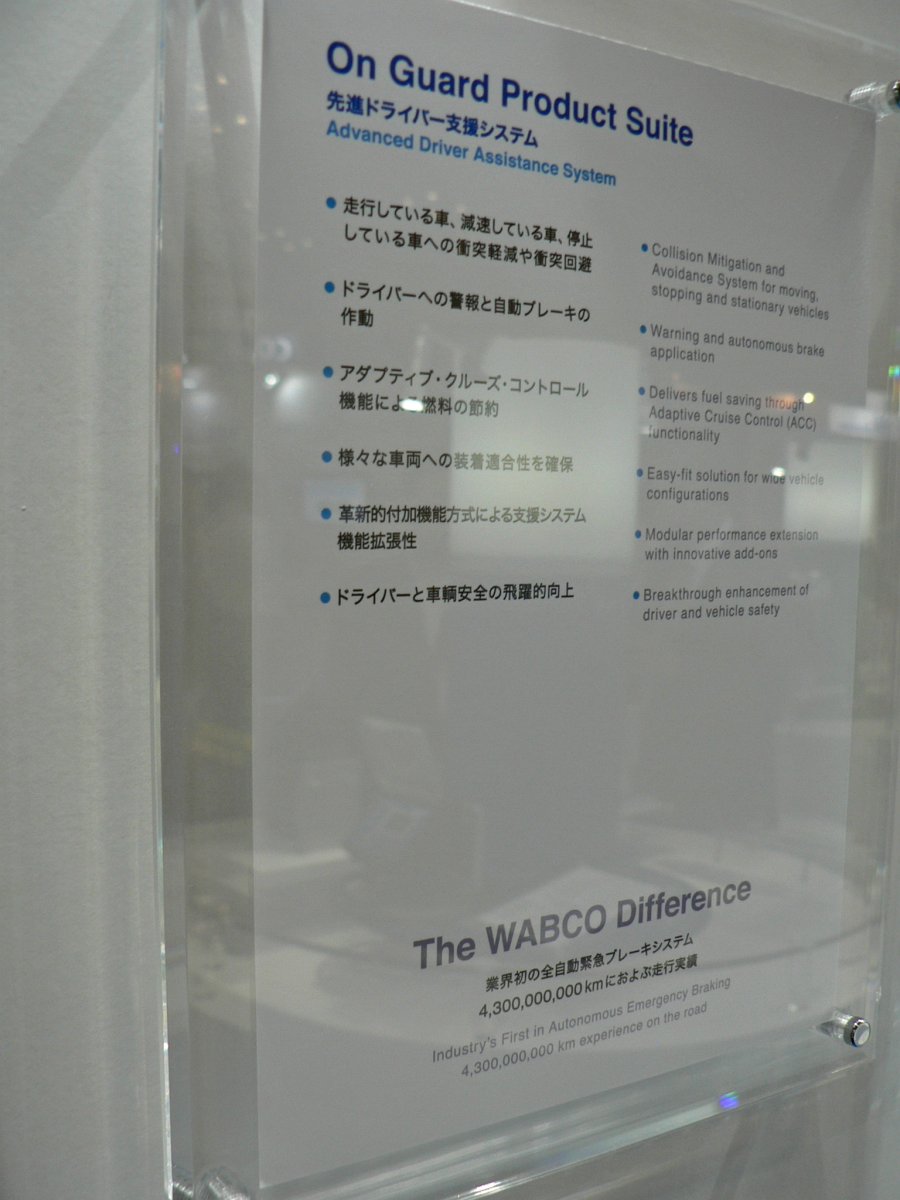 On Guard Product Suite
先進ドライバー支援システム
Advanced Driver Assistance System
● 走行している車、減速している車、停止
している車への衝突軽減や衝突回避
● ドライバーへの警報と自動ブレーキの
作動
● アダプティブ・クルーズ・コントロール
機能による燃料の節約
● 様々な車両への装着適合性を確保
● 革新的付加機能方式による支援システム
機能拡張性
● ドライバーと車輌安全の飛躍的向上
● Collision Mitigation and
Avoidance System for moving,
stopping and stationary vehicles
● Warning and autonomous brake
application
● Delivers fuel saving through
Adaptive Cruise Control (ACC)
functionality
● Easy-fit solution for wide vehicle
configurations
● Modular performance extension
with innovative add-ons
● Breakthrough enhancement of
driver and vehicle safety
The WABCO Difference
業界初の全自動緊急ブレーキシステム
4,300,000,000kmにおよぶ走行実績
Industry's First in Autonomous Emergency Braking
4,300,000,000 km experience on the road